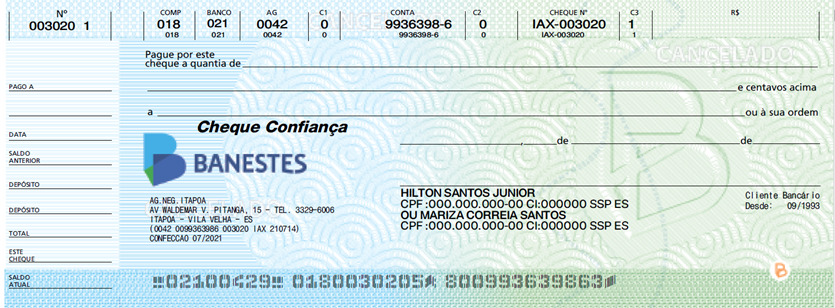 Nº COMP BANCO AG C1 CONTA C2 CHEQUE Nº C3 R$
003020 1 018 021 0042 0 9936398-6 0 IAX-003020 1
018 021 0042 0 9936398-6 0 IAX-003020 1
CANCELADO
Pague por este
cheque a quantia de
PAGO A
e centavos acima
a ou à sua ordem
Cheque Confiança
DATA
, de de
SALDO
ANTERIOR
BANESTES
DEPÓSITO
HILTON SANTOS JUNIOR
CPF :000.000.000-00 CI:000000 SSP ES
OU MARIZA CORREIA SANTOS
CPF :000.000.000-00 CI:000000 SSP ES
Cliente Bancário
Desde: 09/1993
AG.NEG.ITAPOA
AV WALDEMAR V. PITANGA, 15 - TEL. 3329-6006
ITAPOA - VILA VELHA - ES
(0042 0099363986 003020 IAX 210714)
CONFECCAO 07/2021
DEPÓSITO
TOTAL
ESTE
CHEQUE
SALDO
ATUAL
02100429 0180030205 800993639863